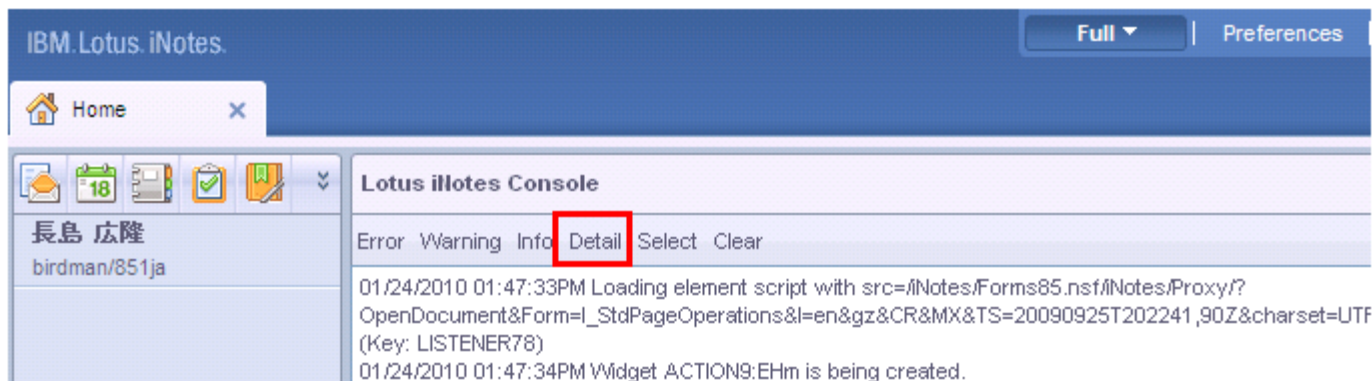 IBM.Lotus.iNotes.
Full
Preferences
Home
18
Lotus iNotes Console
長島 広隆
birdman/851ja
Error Warning Info Detail Select Clear
01/24/2010 01:47:33PM Loading element script with src=/iNotes/Forms85.nsf/iNotes/Proxy/?
OpenDocument&Form=l_StdPageOperations&l=en&gz&CR&MX&TS=20090925T202241,90Z&charset=UTF
(Key: LISTENER78)
01/24/2010 01:47:34PM Widget ACTION9:EHm is being created.